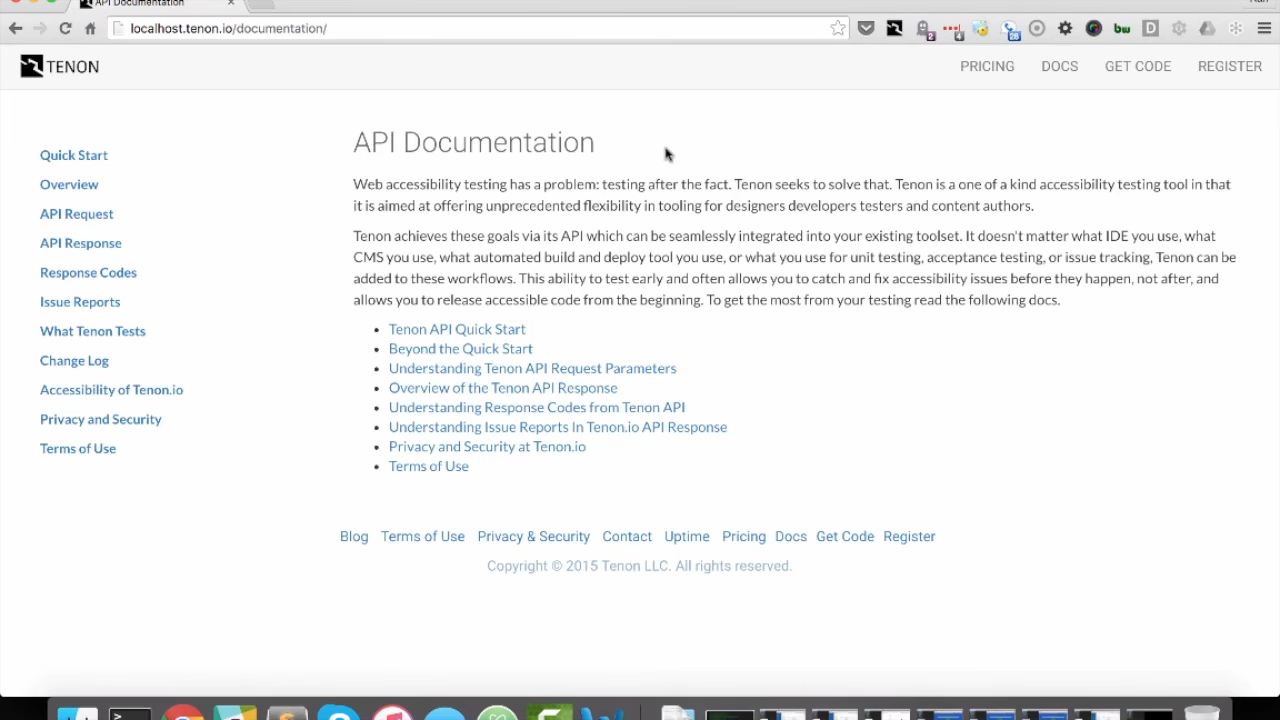 API Documentation
localhost.tenon.io/documentation/
2
4
26
bw
D
TENON
PRICING
DOCS
GET CODE
REGISTER
Quick Start
Overview
API Request
API Response
Response Codes
Issue Reports
What Tenon Tests
Change Log
Accessibility of Tenon.io
Privacy and Security
Terms of Use
API Documentation
Web accessibility testing has a problem: testing after the fact. Tenon seeks to solve that. Tenon is a one of a kind accessibility testing tool in that
it is aimed at offering unprecedented flexibility in tooling for designers developers testers and content authors.
Tenon achieves these goals via its API which can be seamlessly integrated into your existing toolset. It doesn't matter what IDE you use, what
CMS you use, what automated build and deploy tool you use, or what you use for unit testing, acceptance testing, or issue tracking, Tenon can be
added to these workflows. This ability to test early and often allows you to catch and fix accessibility issues before they happen, not after, and
allows you to release accessible code from the beginning. To get the most from your testing read the following docs.
Tenon API Quick Start
Beyond the Quick Start
Understanding Tenon API Request Parameters
Overview of the Tenon API Response
Understanding Response Codes from Tenon API
Understanding Issue Reports In Tenon.io API Response
Privacy and Security at Tenon.io
Terms of Use
Blog Terms of Use Privacy & Security Contact Uptime Pricing Docs Get Code Register
Copyright © 2015 Tenon LLC. All rights reserved.